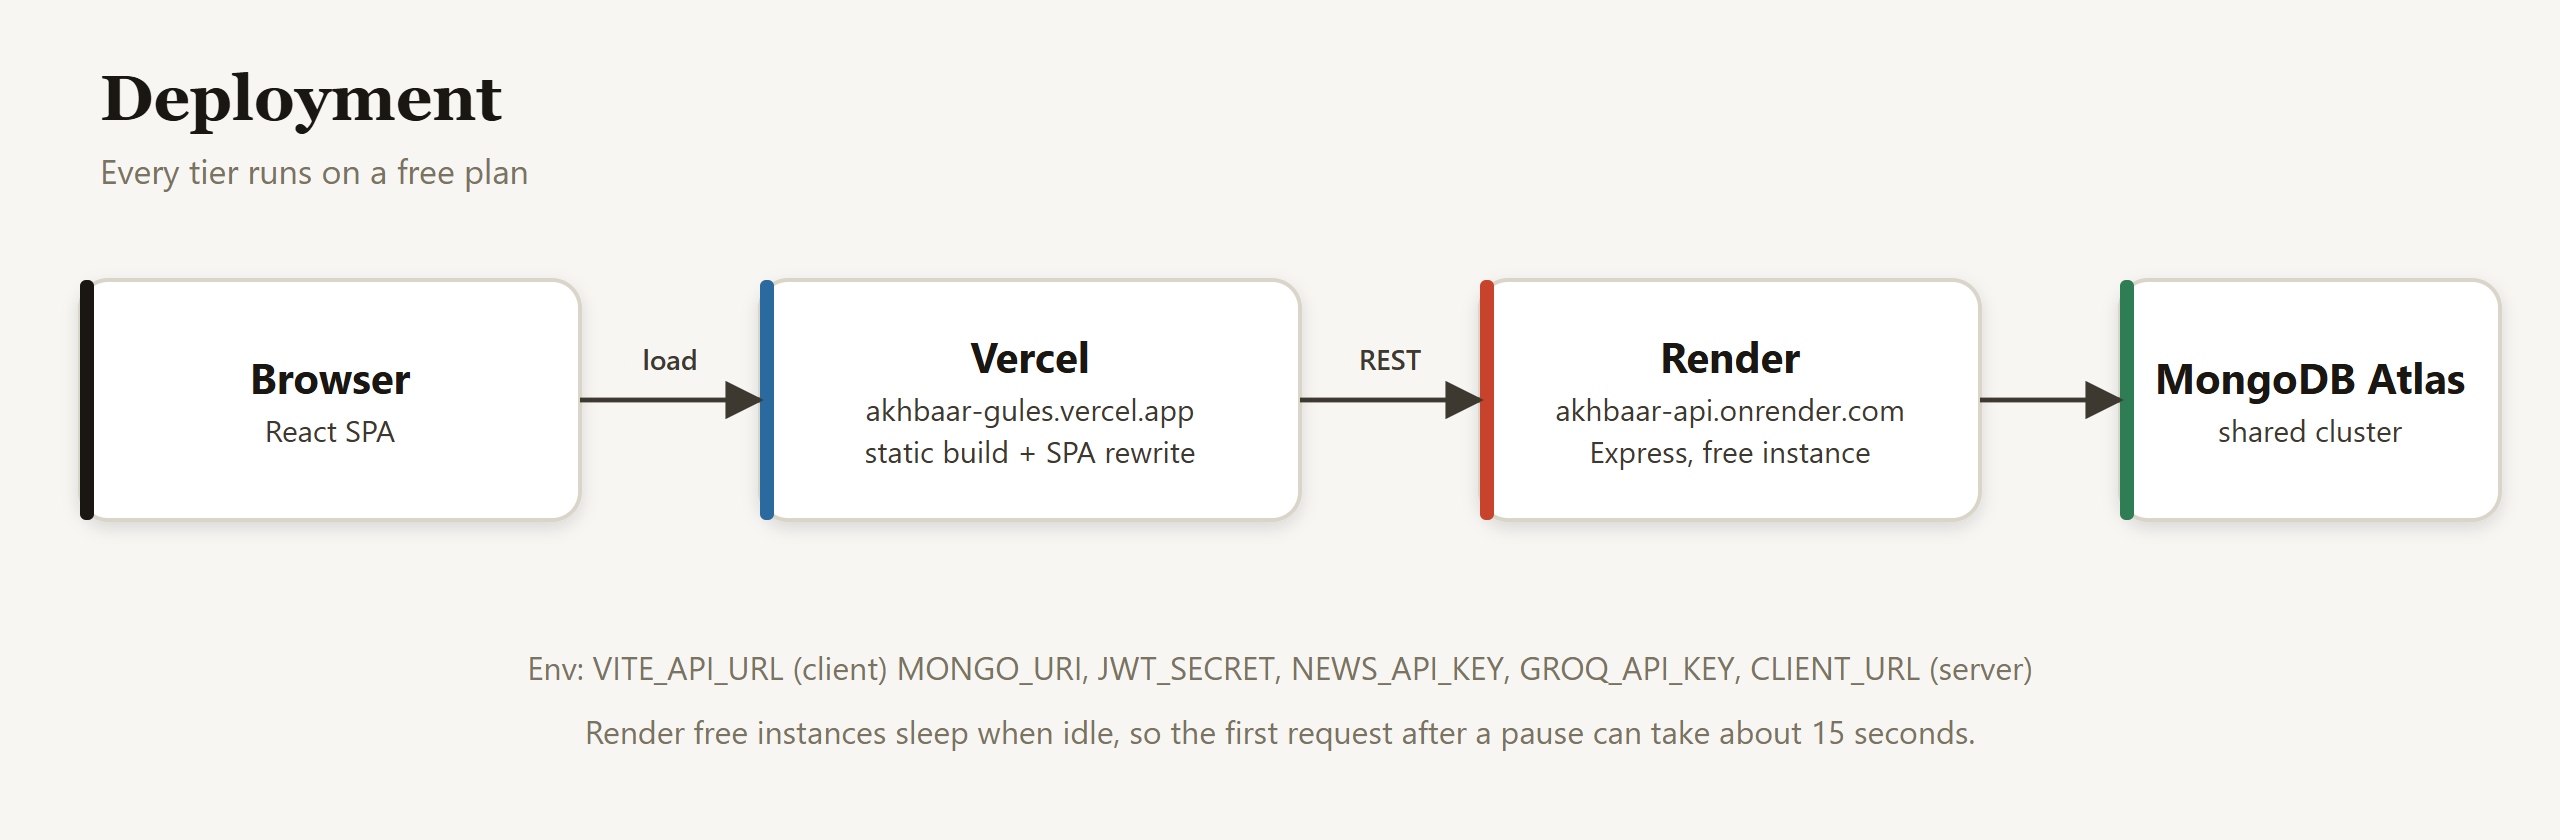 Deployment
Every tier runs on a free plan
Browser
React SPA
load
Vercel
akhbaar-gules.vercel.app
static build + SPA rewrite
REST
Render
akhbaar-api.onrender.com
Express, free instance
MongoDB Atlas
shared cluster
Env: VITE_API_URL (client) MONGO_URI, JWT_SECRET, NEWS_API_KEY, GROQ_API_KEY, CLIENT_URL (server)
Render free instances sleep when idle, so the first request after a pause can take about 15 seconds.